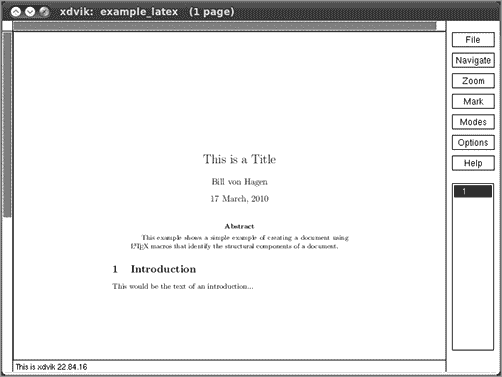 xdvik: example_latex (1 page)
File
Navigate
Zoom
Mark
Modes
Options
Help
1
This is a Title
Bill von Hagen
17 March, 2010
Abstract
This example shows a simple example of creating a document using
LATEX macros that identify the structural components of a document.
1 Introduction
This would be the text of an introduction...
This is xdvik 22.84.16